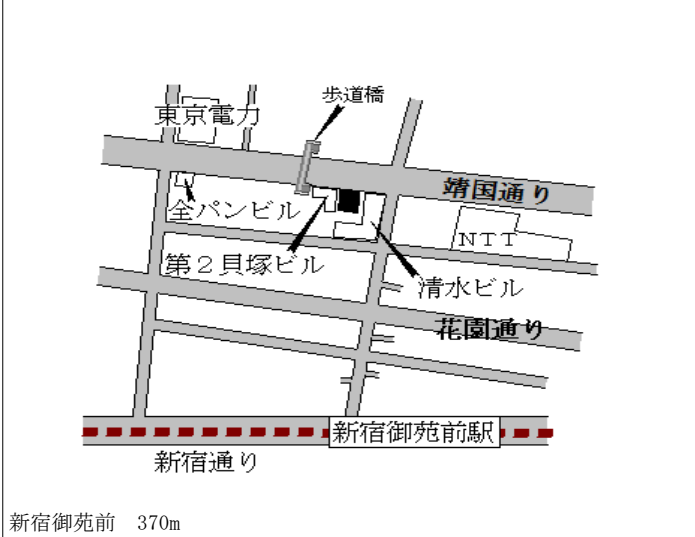 歩道橋
東京電力
靖国通り
全パンビル
NTT
第2貝塚ビル
清水ビル
花園通り
新宿御苑前駅
新宿通り
新宿御苑前 370m